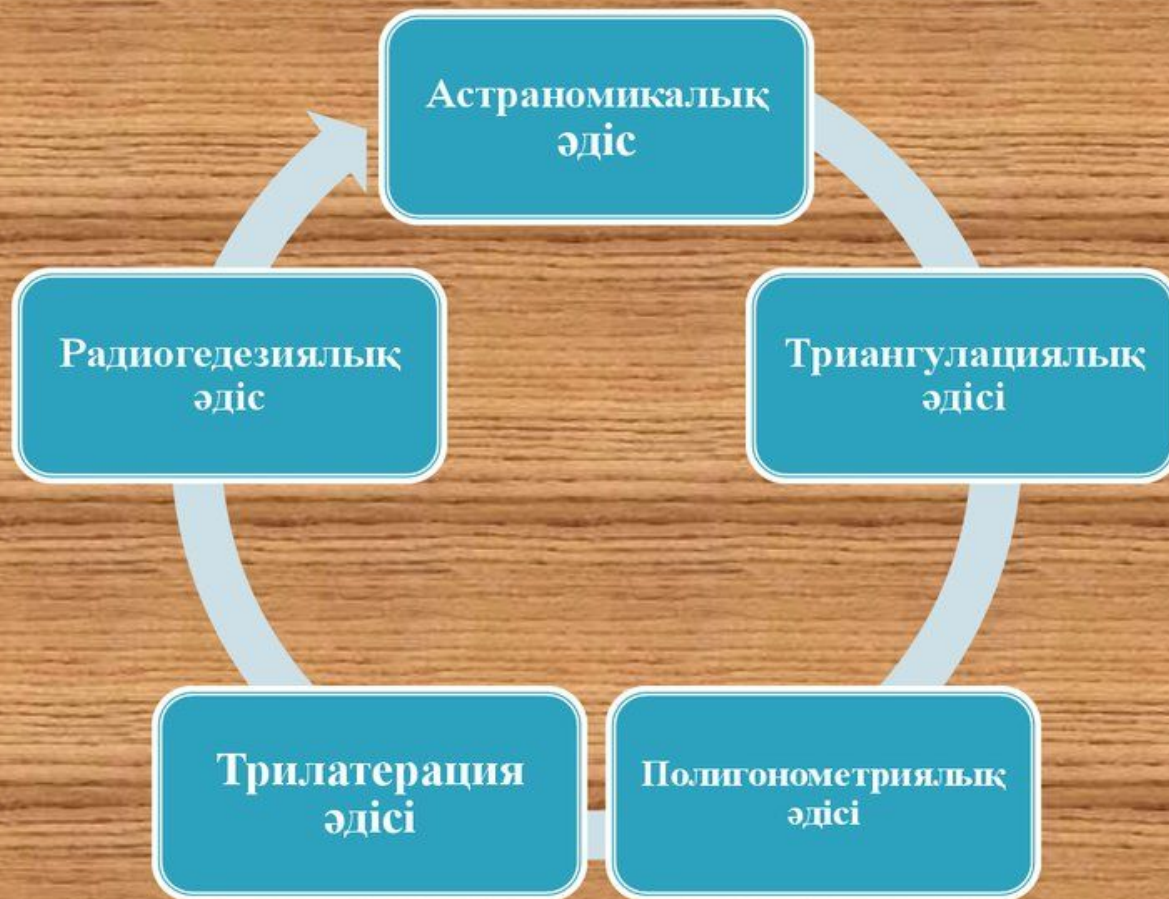 Астраномикалық
әдіс
Триангулациялық
әдісі
Полигонометриялық
әдісі
Трилатерация
әдісі
Радиогедезиялық
әдіс